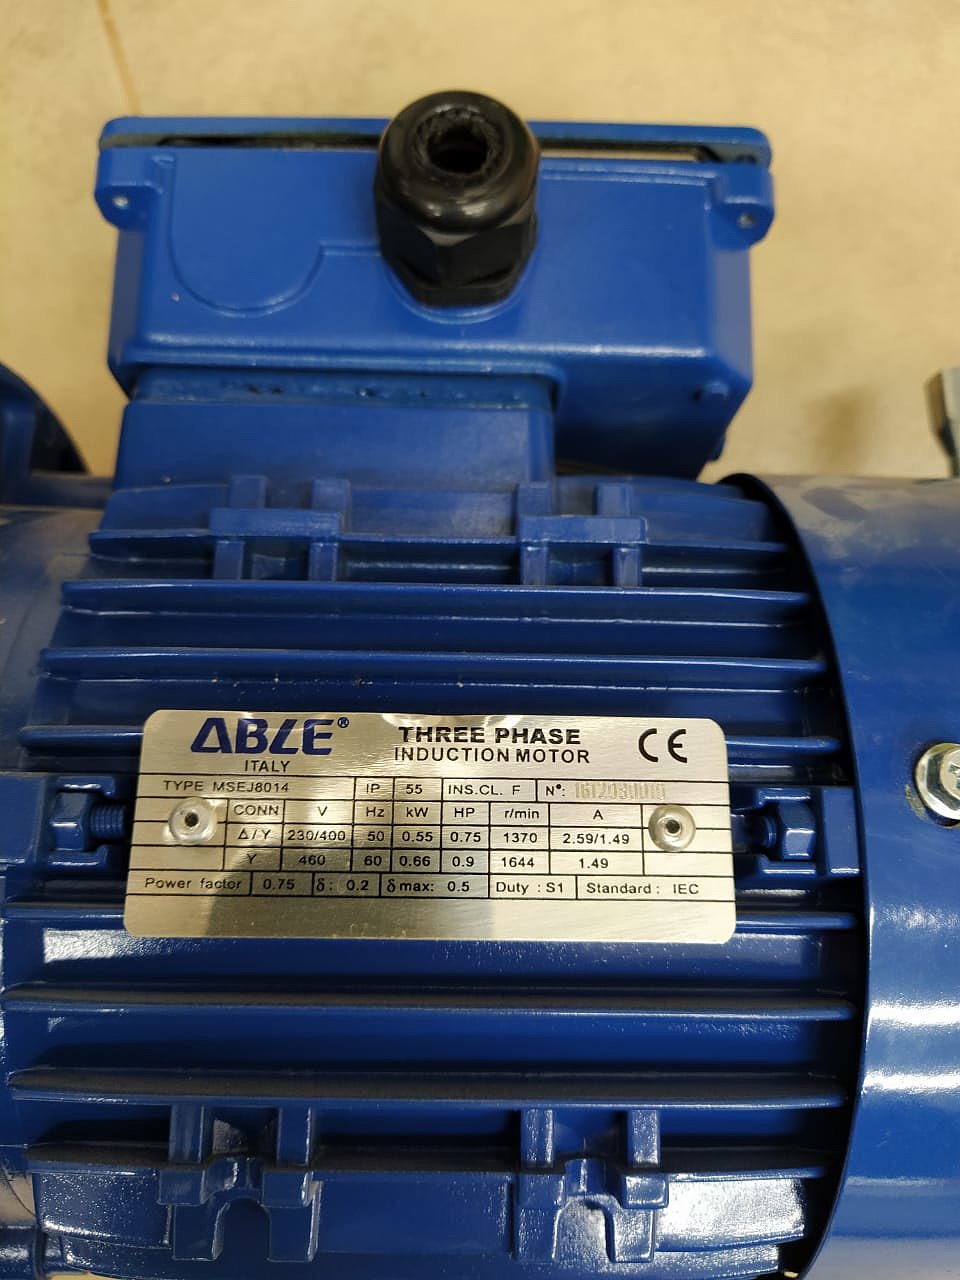 ABLE®
ITALY
THREE PHASE
INDUCTION MOTOR
CE
TYPE MSEJ8014 IP 55 INS.CL. F N°:
CONN V Hz kW HP r/min A
Δ/Y 230/400 50 0.55 0.75 1370 2.59/1.49
Y 460 60 0.66 0.9 1644 1.49
Power factor 0.75 δ: 0.2 δmax: 0.5 Duty : S1 Standard : IEC